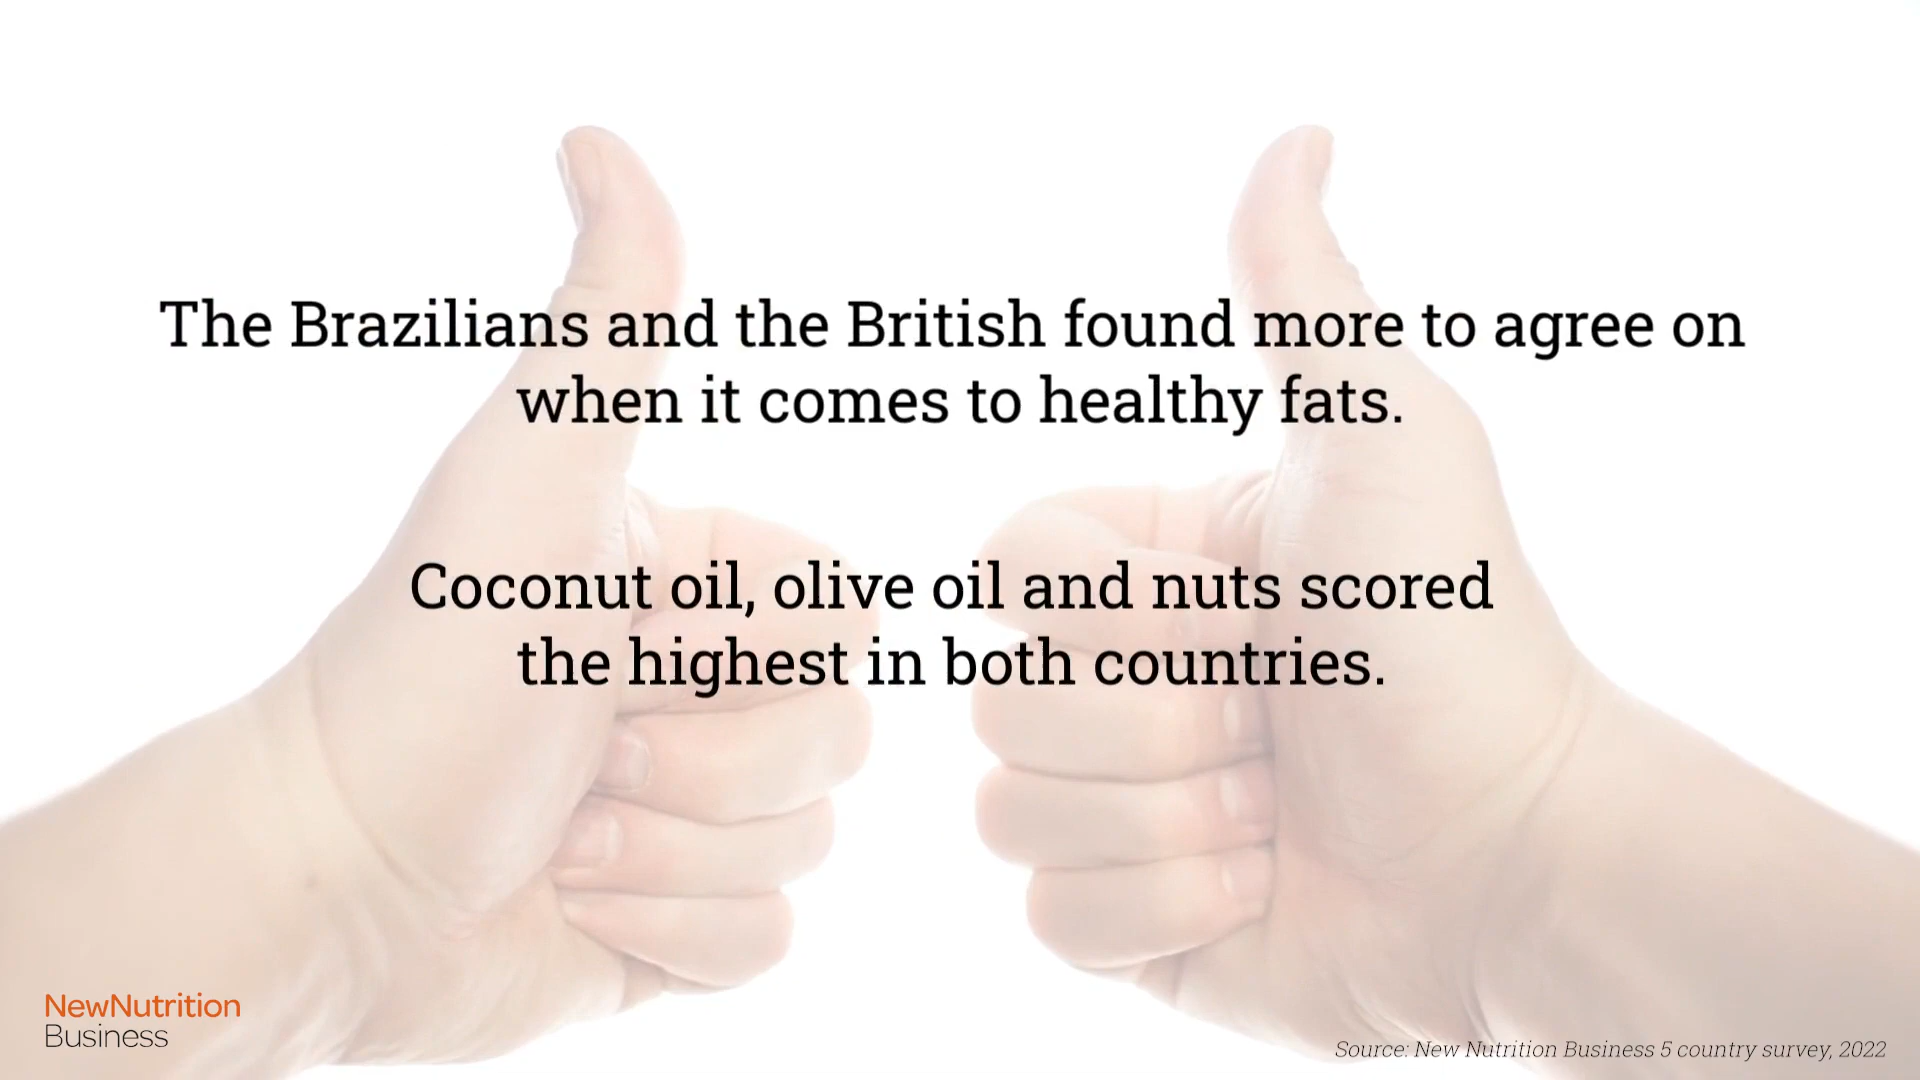 The Brazilians and the British found more to agree on
when it comes to healthy fats.
Coconut oil, olive oil and nuts scored
the highest in both countries.
NewNutrition
Business
Source: New Nutrition Business 5 country survey, 2022